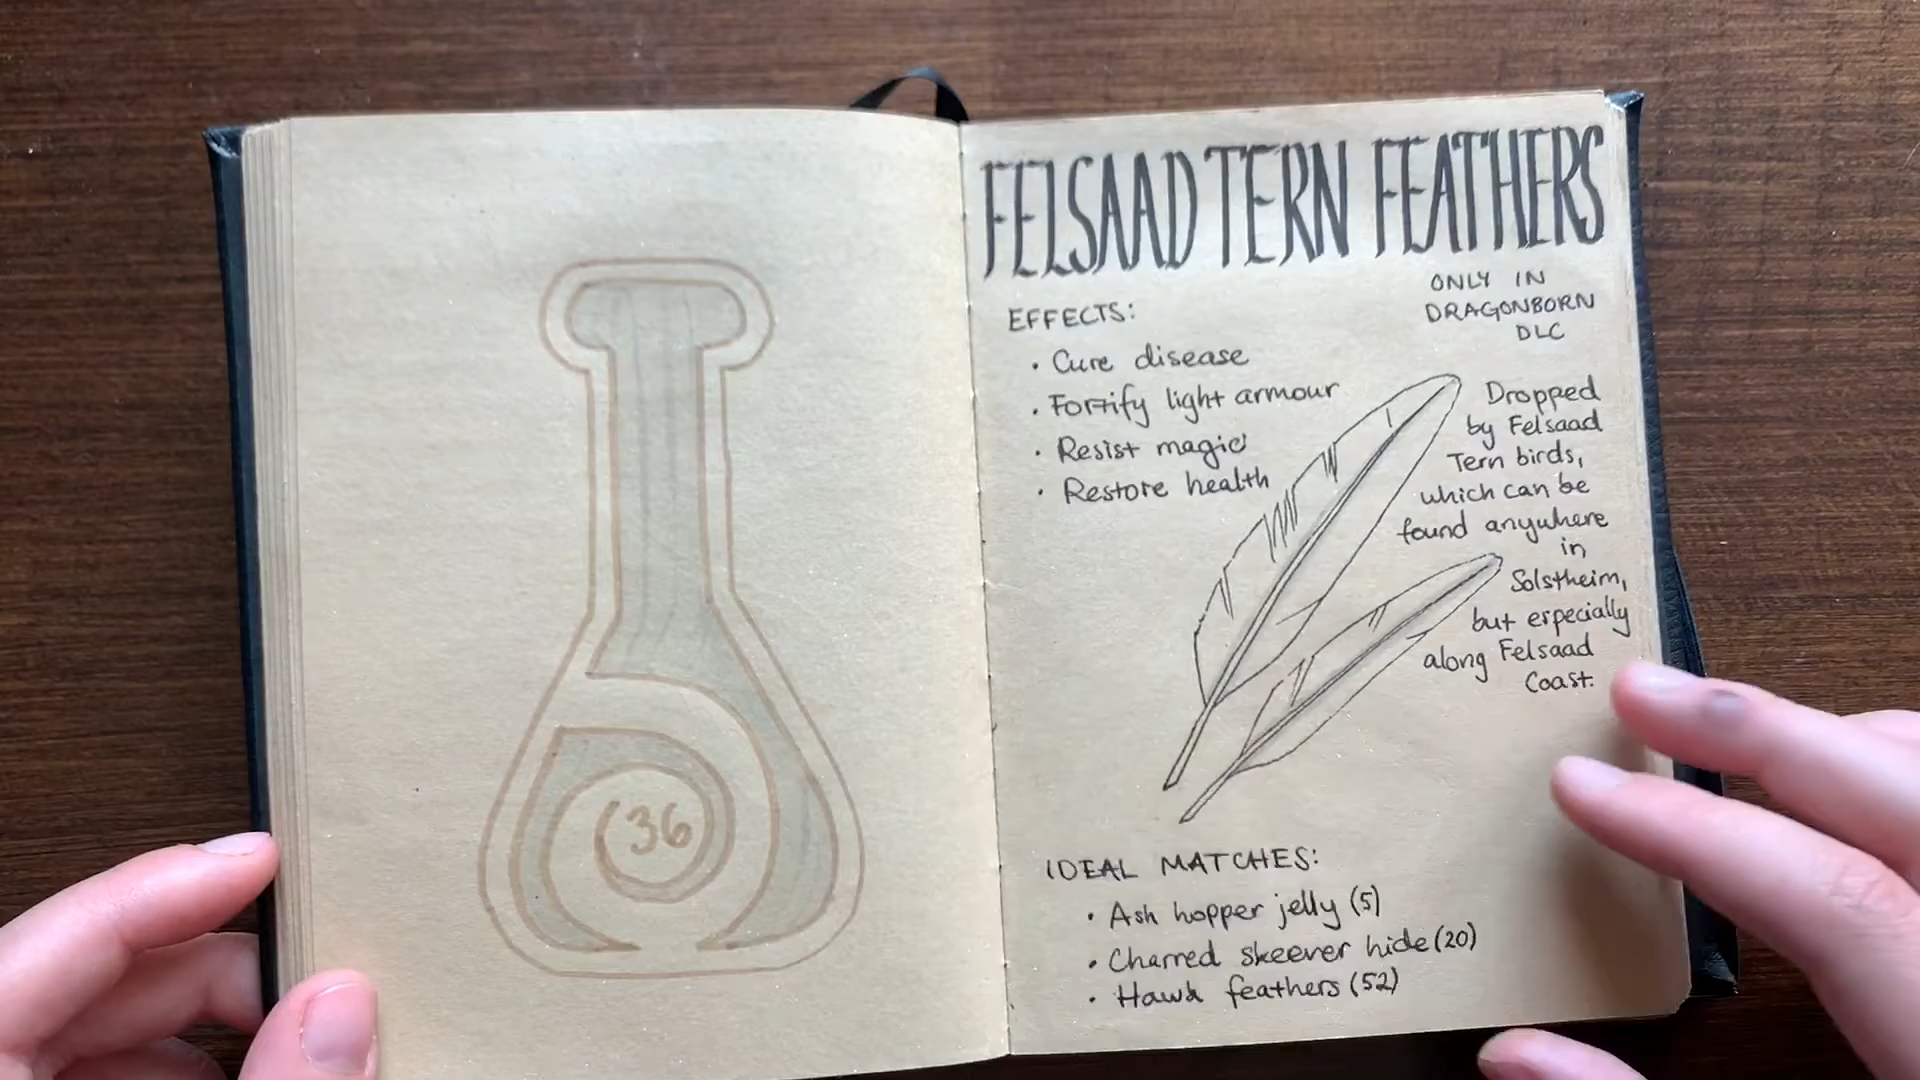 36
FELSAAD TERN FEATHERS
ONLY IN
DRAGONBORN
DLC
EFFECTS:
• Cure disease
• Fortify light armour
• Resist magic
• Restore health
Dropped
by Felsaad
Tern birds,
which can be
found anywhere
in
Solstheim,
but especially
along Felsaad
Coast.
IDEAL MATCHES:
• Ash hopper jelly (5)
• Charred skeever hide (20)
• Hawk feathers (52)